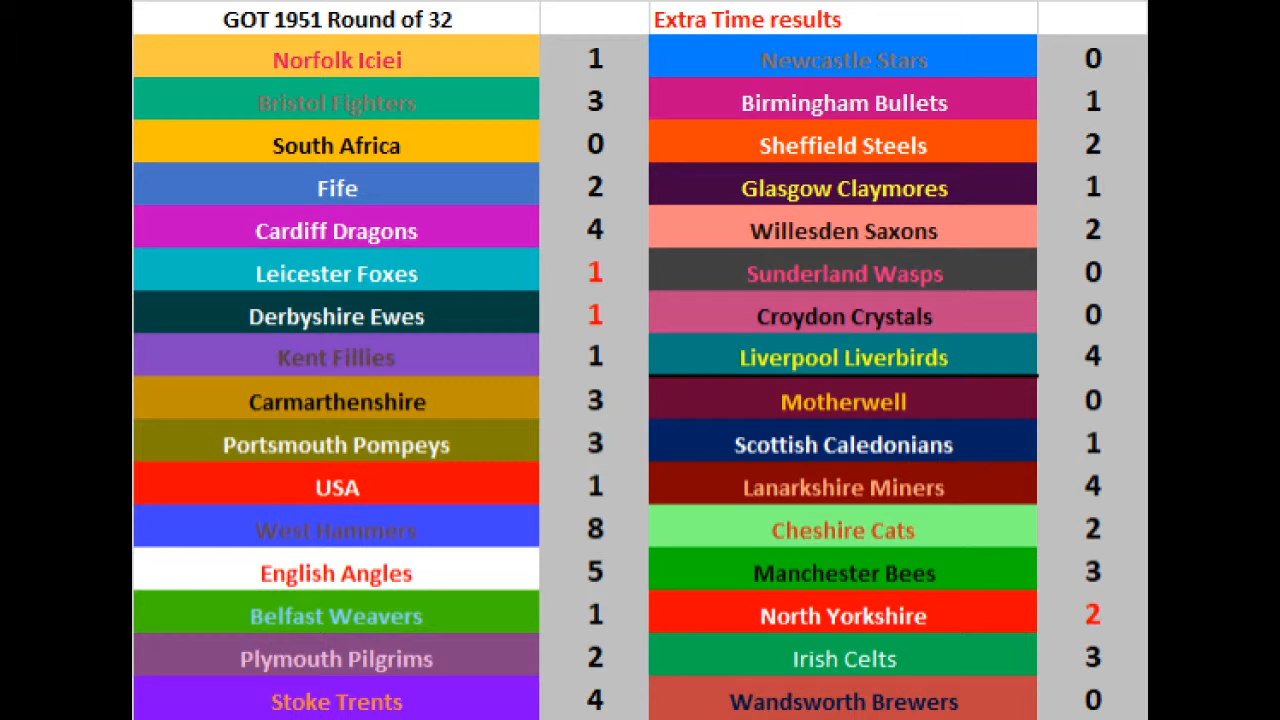 GOT 1951 Round of 32 Extra Time results
Norfolk Iciei 1 Newcastle Stars 0
Bristol Fighters 3 Birmingham Bullets 1
South Africa 0 Sheffield Steels 2
Fife 2 Glasgow Claymores 1
Cardiff Dragons 4 Willesden Saxons 2
Leicester Foxes 1 Sunderland Wasps 0
Derbyshire Ewes 1 Croydon Crystals 0
Kent Fillies 1 Liverpool Liverbirds 4
Carmarthenshire 3 Motherwell 0
Portsmouth Pompeys 3 Scottish Caledonians 1
USA 1 Lanarkshire Miners 4
West Hammers 8 Cheshire Cats 2
English Angles 5 Manchester Bees 3
Belfast Weavers 1 North Yorkshire 2
Plymouth Pilgrims 2 Irish Celts 3
Stoke Trents 4 Wandsworth Brewers 0